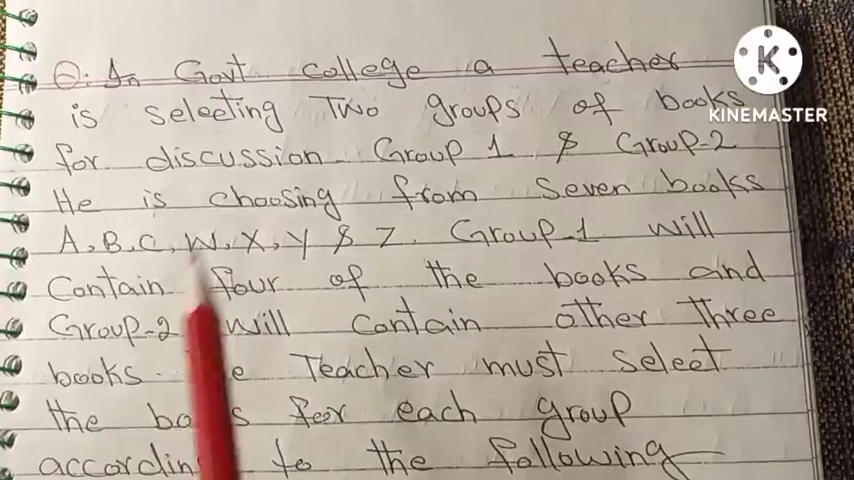 Q. In Govt college a teacher
is selecting Two groups of books
for discussion Group 1 & Group-2
He is choosing from seven books
A, B, C, W, X, Y & Z. Group-1 will
Contain four of the books and
Group-2 will contain other three
books. Teacher must select
the for each group
to the following
K
KINEMASTER